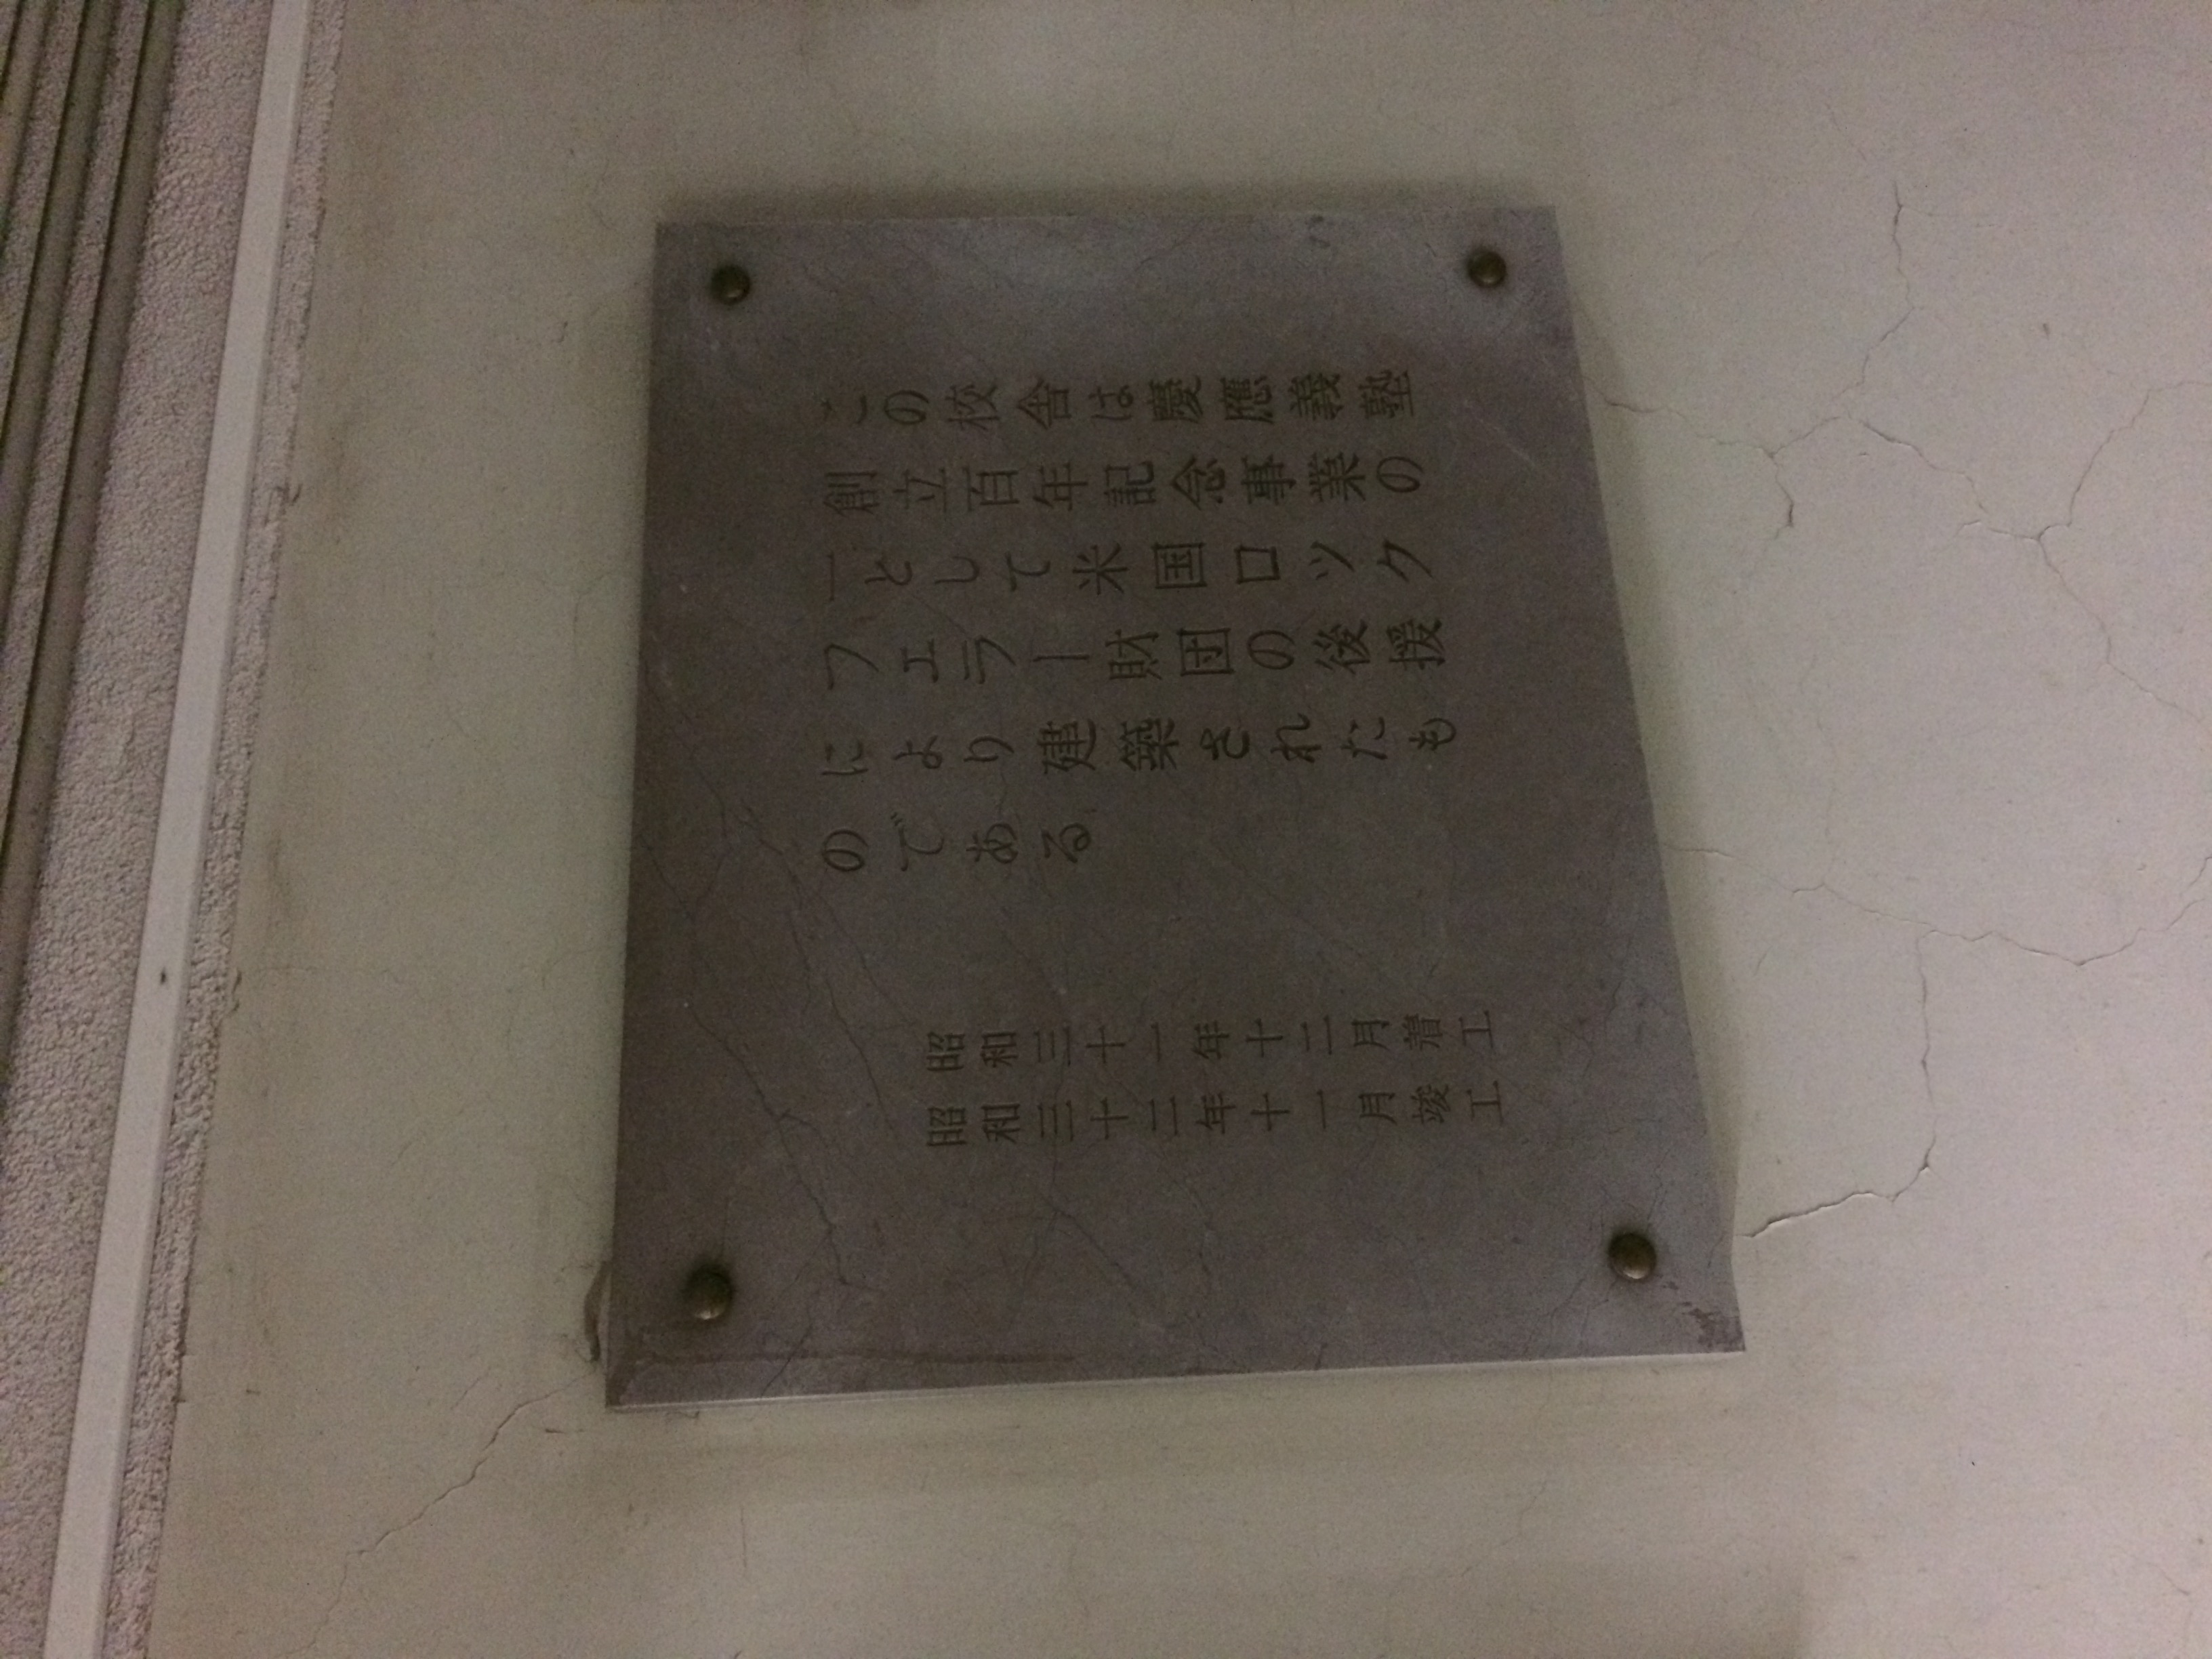 この校舎は慶應義塾
創立百年記念事業の
一として米国ロック
フェラー財団の後援
により建築されたも
のである
昭和三十一年十二月着工
昭和三十二年十一月竣工